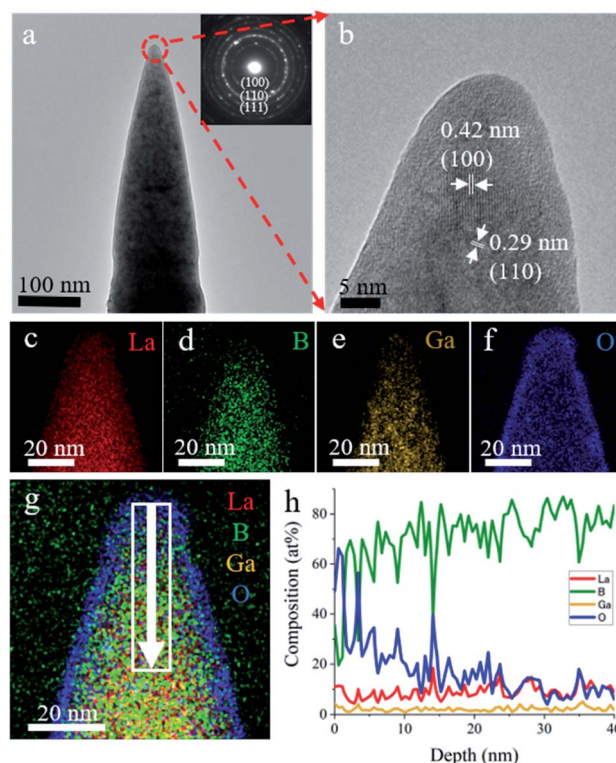 a
(100)
(110)
(111)
100 nm
b
0.42 nm
(100)
0.29 nm
(110)
5 nm
c
La
20 nm
d
B
20 nm
e
Ga
20 nm
f
O
20 nm
g
La
B
Ga
O
20 nm
h
Composition (at%)
80
60
40
20
0
La
B
Ga
O
0
10
20
30
40
Depth (nm)